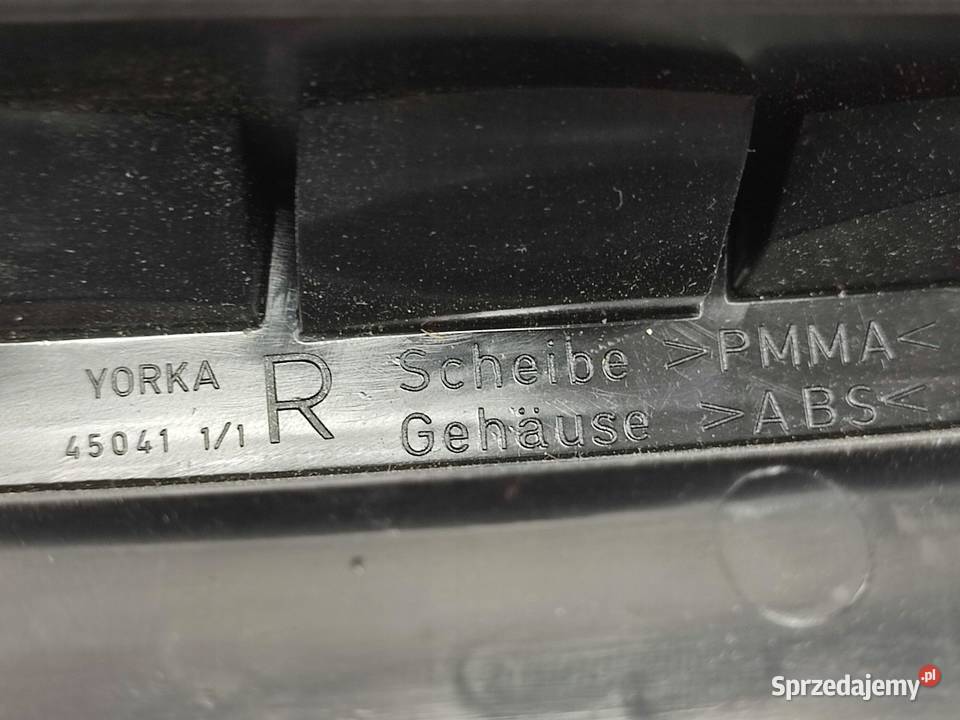 YORKA
45041 1/1
R
Scheibe >PMMA<
Gehäuse >ABS<
Sprzedajemy.pl